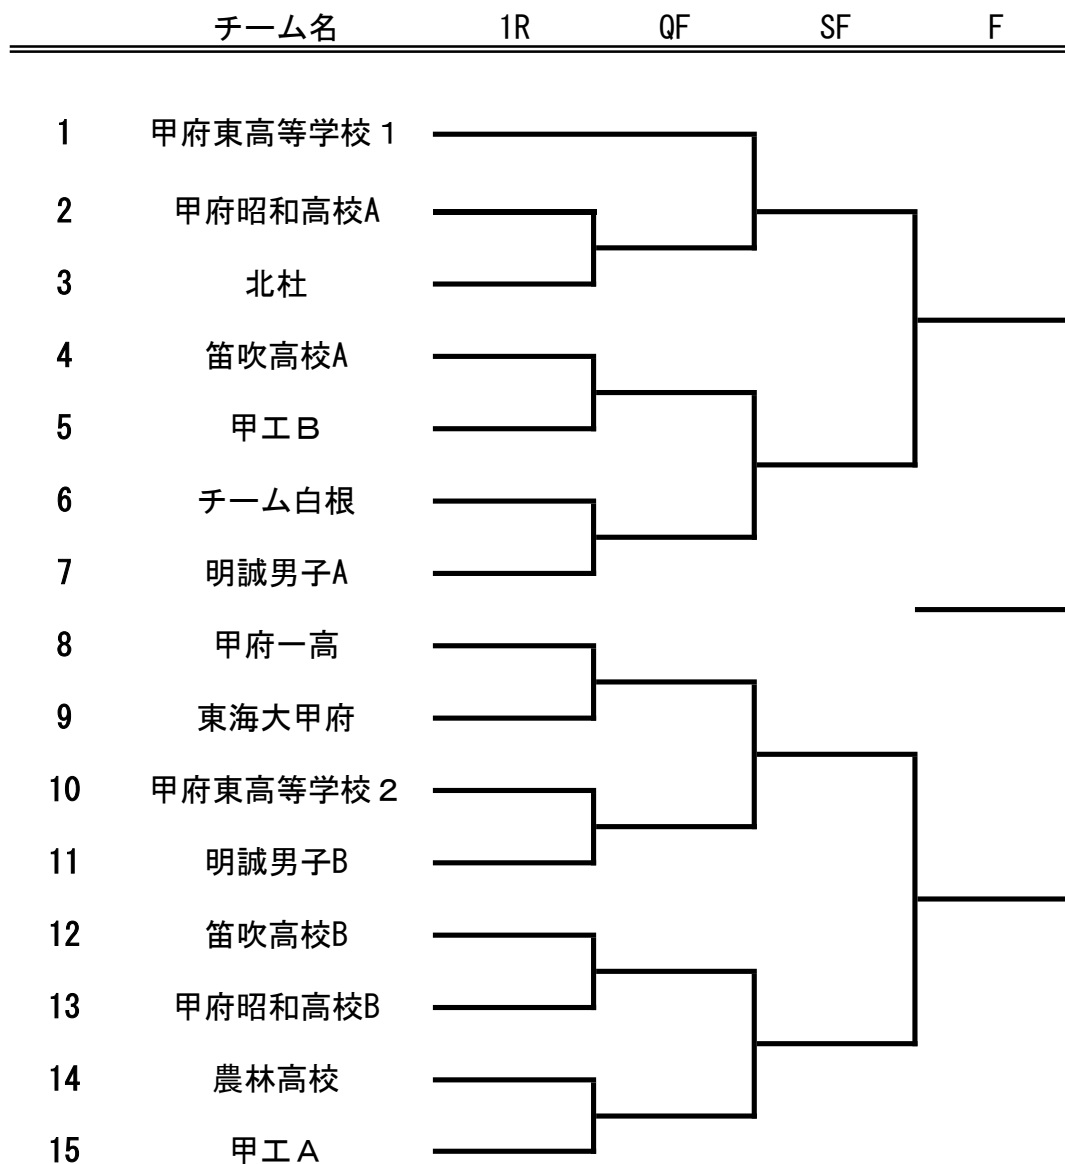 チーム名 1R QF SF F
1 甲府東高等学校１
2 甲府昭和高校A
3 北杜
4 笛吹高校A
5 甲工Ｂ
6 チーム白根
7 明誠男子A
8 甲府一高
9 東海大甲府
10 甲府東高等学校２
11 明誠男子B
12 笛吹高校B
13 甲府昭和高校B
14 農林高校
15 甲工Ａ